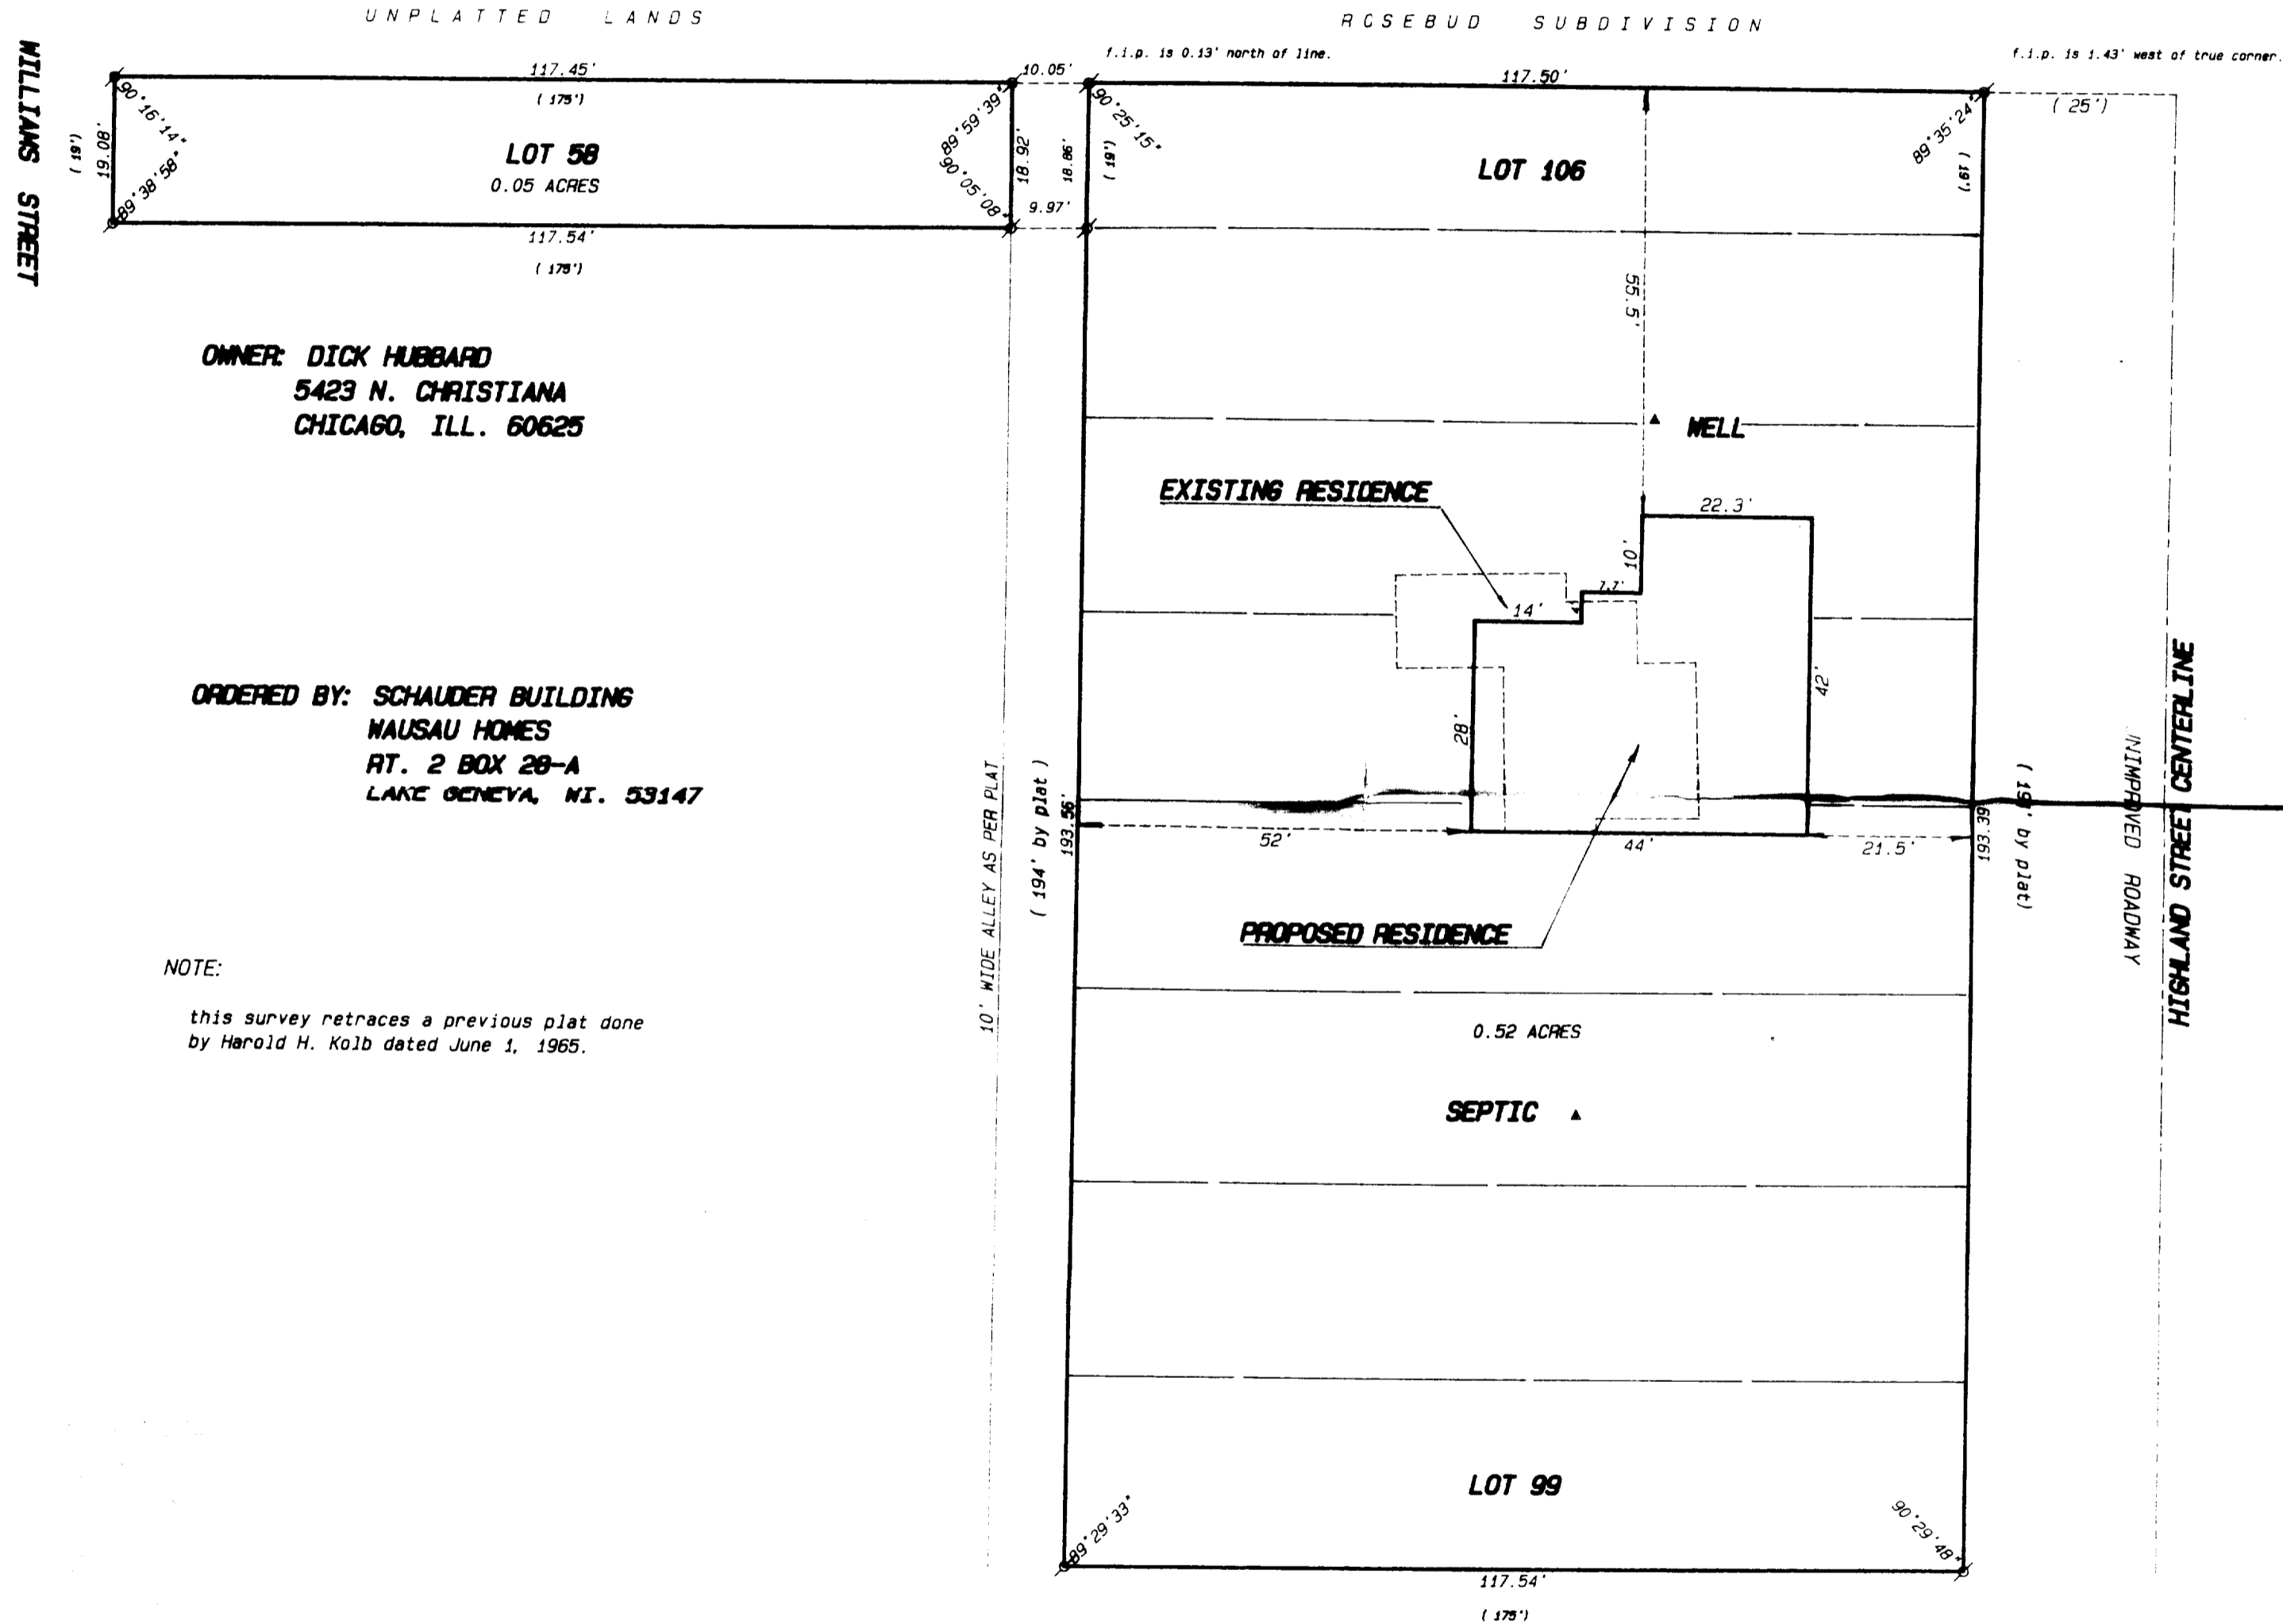 UNPLATTED LANDS
ROSEBUD SUBDIVISION
f.i.p. is 0.13' north of line.
f.i.p. is 1.43' west of true corner.
WILLIAMS STREET
117.45'
( 175')
10.05'
117.50'
( 25')
90°16'14"
89°59'39"
90°25'15"
89°35'24"
( 19')
19.08'
LOT 58
0.05 ACRES
18.92'
18.86'
( 19')
LOT 106
( 19')
89°38'58"
90°05'08"
9.97'
117.54'
( 175')
55.5'
OWNER: DICK HUBBARD
5423 N. CHRISTIANA
CHICAGO, ILL. 60625
WELL
EXISTING RESIDENCE
22.3'
10'
7.7'
14'
4'
28'
42'
ORDERED BY: SCHAUDER BUILDING
WAUSAU HOMES
RT. 2 BOX 28-A
LAKE GENEVA, WI. 53147
10' WIDE ALLEY AS PER PLAT
( 194' by plat )
193.56'
52'
44'
21.5'
193.39'
by plat)
UNIMPROVED ROADWAY
HIGHLAND STREET CENTERLINE
PROPOSED RESIDENCE
NOTE:
this survey retraces a previous plat done
by Harold H. Kolb dated June 1, 1965.
0.52 ACRES
SEPTIC
LOT 99
89°29'33"
90°29'48"
117.54'
( 175')